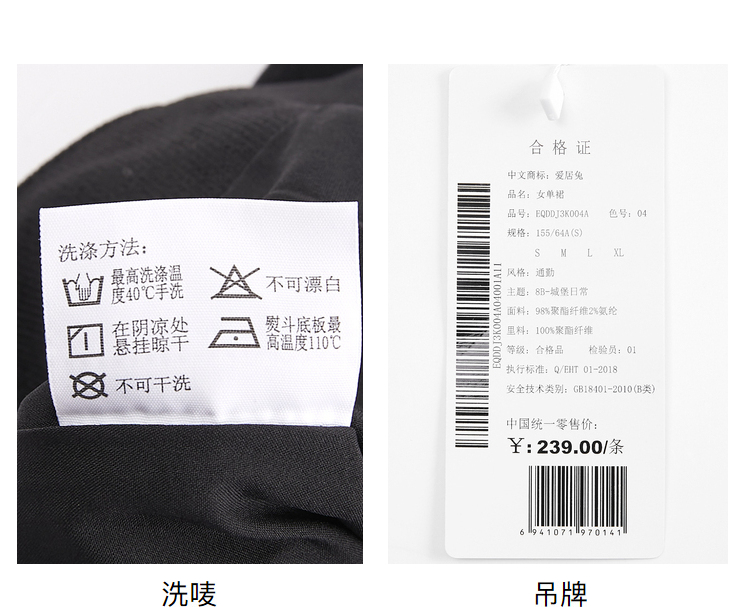 洗涤方法：
最高洗涤温
度40℃手洗
不可漂白
在阴凉处
悬挂晾干
熨斗底板最
高温度110℃
不可干洗
洗唛
合格证
中文商标：爱居兔
品名：女单裙
品号：EQDDJ3K004A 色号：04
规格：155/64A(S)
S M L XL
风格：通勤
主题：8B-城堡日常
面料：98%聚酯纤维2%氨纶
里料：100%聚酯纤维
等级：合格品 检验员：01
执行标准：Q/EHT 01-2018
安全技术类别：GB18401-2010(B类)
EQDDJ3K004A04001A11
中国统一零售价：
¥：239.00/条
6 941071 970141
吊牌